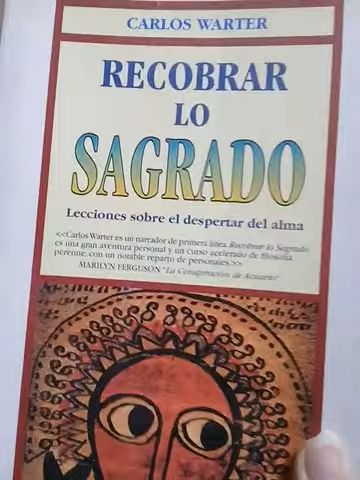 CARLOS WARTER
RECOBRAR
LO
SAGRADO
Lecciones sobre el despertar del alma
<<Carlos Warter es un narrador de primera línea. Recobrar lo Sagrado
es una gran aventura personal y un curso acelerado de filosofía
perenne, con un notable reparto de personajes.>>
MARILYN FERGUSON "La Conspiración de Acuario"